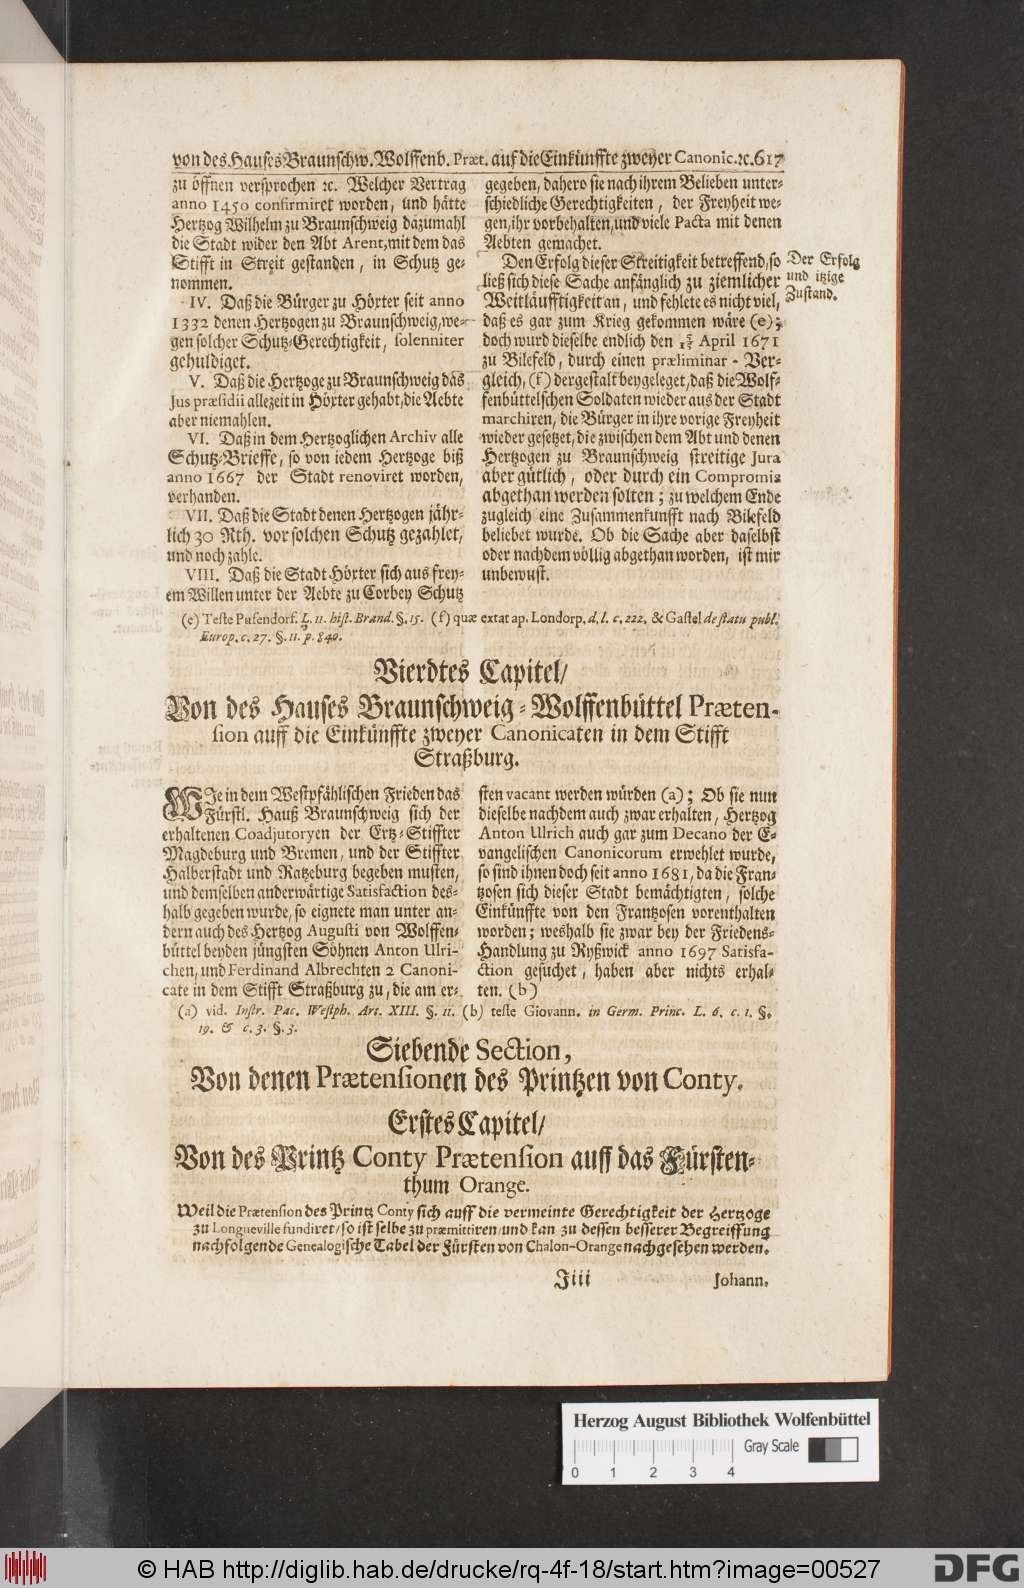 von des Hauses Braunschw. Wolffenb. Præt. auf die Einkünffte zweyer Canonic. ꝛc. 617
zu öffnen versprochen ꝛc. Welcher Vertrag
anno 1450 confirmiret worden, und hätte
Hertzog Wilhelm zu Braunschweig dazumahl
die Stadt wider den Abt Arent, mit dem das
Stifft in Streit gestanden, in Schutz ge-
nommen.
IV. Daß die Bürger zu Hörter seit anno
1332 denen Hertzogen zu Braunschweig, we-
gen solcher Schutz-Gerechtigkeit, solenniter
gehuldiget.
V. Daß die Hertzoge zu Braunschweig das
Jus præsidii allezeit in Höxter gehabt, die Aebte
aber niemahlen.
VI. Daß in dem Hertzoglichen Archiv alle
Schutz-Brieffe, so von iedem Hertzoge biß
anno 1667 der Stadt renoviret worden,
verhanden.
VII. Daß die Stadt denen Hertzogen jähr-
lich 30 Rth. vor solchen Schutz gezahlet,
und noch zahle.
VIII. Daß die Stadt Höxter sich aus frey-
em Willen unter der Aebte zu Corbey Schutz
gegeben, dahero sie nach ihrem Belieben unter-
schiedliche Gerechtigkeiten, der Freyheit we-
gen, ihr vorbehalten, und viele Pacta mit denen
Aebten gemachet.
Den Erfolg dieser Streitigkeit betreffend, so
ließ sich diese Sache anfänglich zu ziemlicher
Weitläufftigkeit an, und fehlete es nicht viel,
daß es gar zum Krieg gekommen wäre (e);
doch wurd dieselbe endlich den April 1671
zu Bilefeld, durch einen præliminar-Ver-
gleich, (f) dergestalt beygeleget, daß die Wolf-
fenbüttelschen Soldaten wieder aus der Stadt
marchiren, die Bürger in ihre vorige Freyheit
wieder gesetzet, die zwischen dem Abt und denen
Hertzogen zu Braunschweig streitige Jura
aber gütlich, oder durch ein Compromis
abgethan werden solten; zu welchem Ende
zugleich eine Zusammenkunfft nach Bilefeld
beliebet wurde. Ob die Sache aber daselbst
oder nachdem völlig abgethan worden, ist mir
unbewust.
Der Erfolg
und itzige
Zustand.
(e) Teste Pufendorf. L. 11. hist. Brand. §. 15. (f) quæ extat ap. Londorp. d. l. c. 222. & Gastel de statu publ.
Europ. c. 27. §. 11. p. 840.
Vierdtes Capitel/
Von des Hauses Braunschweig-Wolffenbüttel Præten-
sion auff die Einkünffte zweyer Canonicaten in dem Stifft
Straßburg.
WJe in dem Westpfählischen Frieden das
Fürstl. Hauß Braunschweig sich der
erhaltenen Coadjutoryen der Ertz-Stiffter
Magdeburg und Bremen, und der Stiffter
Halberstadt und Ratzeburg begeben musten,
und demselben anderwärtige Satisfaction des-
halb gegeben wurde, so eignete man unter an-
dern auch des Hertzog Augusti von Wolffen-
büttel beyden jüngsten Söhnen Anton Ulri-
chen, und Ferdinand Albrechten 2 Canoni-
cate in dem Stifft Straßburg zu, die am er-
sten vacant werden würden (a); Ob sie nun
dieselbe nachdem auch zwar erhalten, Hertzog
Anton Ulrich auch gar zum Decano der E-
vangelischen Canonicorum erwehlet wurde,
so sind ihnen doch seit anno 1681, da die Fran-
tzosen sich dieser Stadt bemächtigten, solche
Einkünffte von den Frantzosen vorenthalten
worden; weshalb sie zwar bey der Friedens-
Handlung zu Ryßwick anno 1697 Satisfa-
ction gesuchet, haben aber nichts erhal-
ten. (b)
(a) vid. Instr. Pac. Westph. Art. XIII. §. 11. (b) teste Giovann. in Germ. Princ. L. 6. c. 1. §.
19. & c. 3. §. 3.
Siebende Section,
Von denen Prætensionen des Printzen von Conty.
Erstes Capitel/
Von des Printz Conty Prætension auff das Fürsten-
thum Orange.
Weil die Prætension des Printz Conty sich auff die vermeinte Gerechtigkeit der Hertzoge
zu Longueville fundiret/ so ist selbe zu præmittiren/ und kan zu dessen besserer Begreiffung
nachfolgende Genealogische Tabel der Fürsten von Chalon-Orange nachgesehen werden.
Jiii
Johann.
Herzog August Bibliothek Wolfenbüttel
Gray Scale
0 1 2 3 4
© HAB http://diglib.hab.de/drucke/rq-4f-18/start.htm?image=00527
DFG